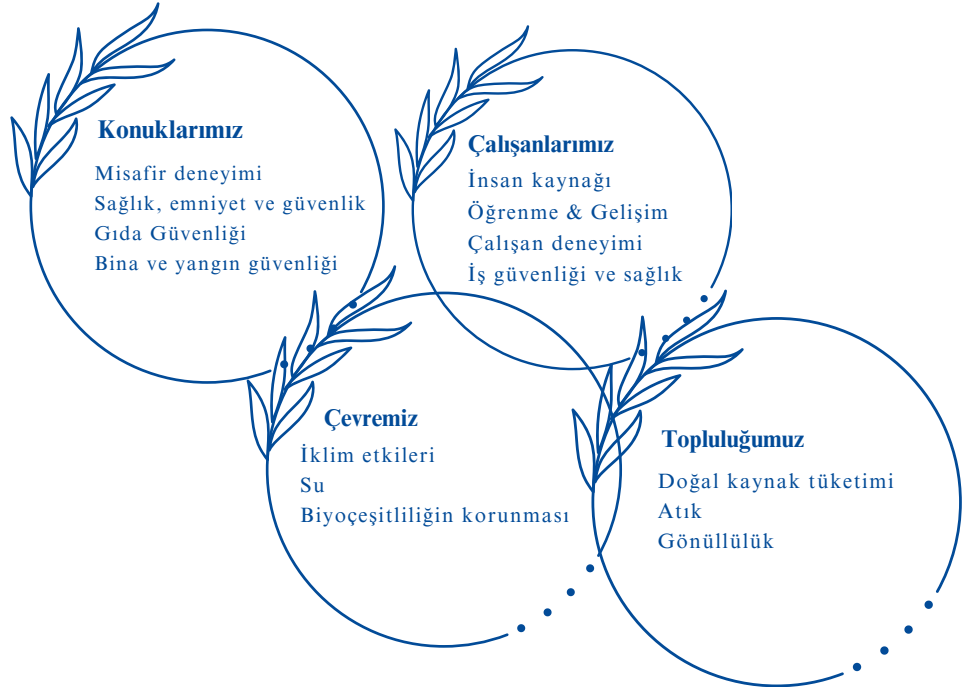 Konuklarımız
Misafir deneyimi
Sağlık, emniyet ve güvenlik
Gıda Güvenliği
Bina ve yangın güvenliği
Çalışanlarımız
İnsan kaynağı
Öğrenme & Gelişim
Çalışan deneyimi
İş güvenliği ve sağlık
Çevremiz
İklim etkileri
Su
Biyoçeşitliliğin korunması
Topluluğumuz
Doğal kaynak tüketimi
Atık
Gönüllülük